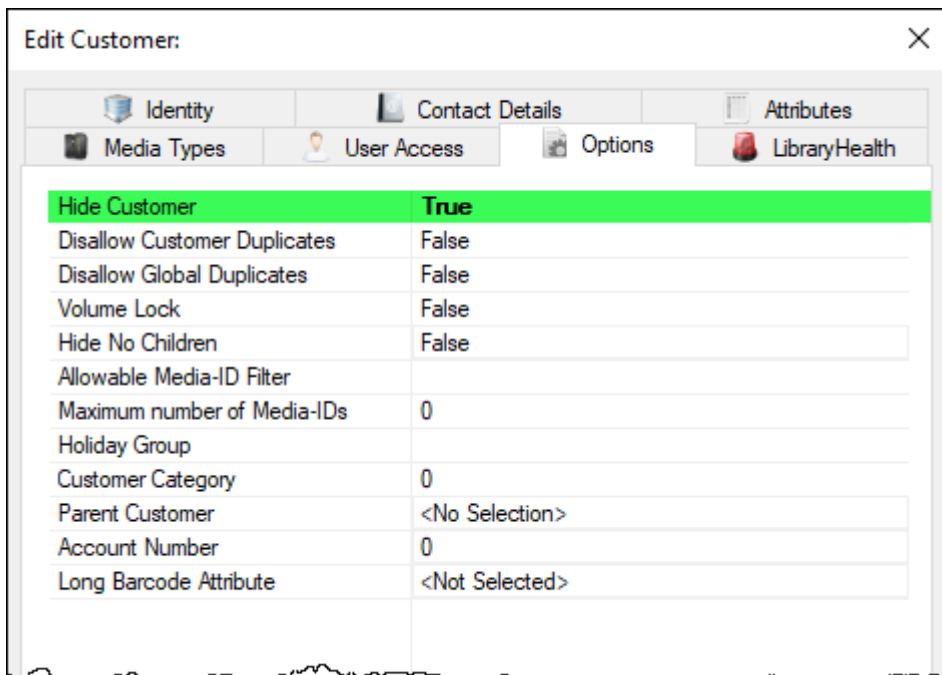 Edit Customer:
Identity Contact Details Attributes
Media Types User Access Options LibraryHealth
Hide Customer True
Disallow Customer Duplicates False
Disallow Global Duplicates False
Volume Lock False
Hide No Children False
Allowable Media-ID Filter
Maximum number of Media-IDs 0
Holiday Group
Customer Category 0
Parent Customer <No Selection>
Account Number 0
Long Barcode Attribute <Not Selected>